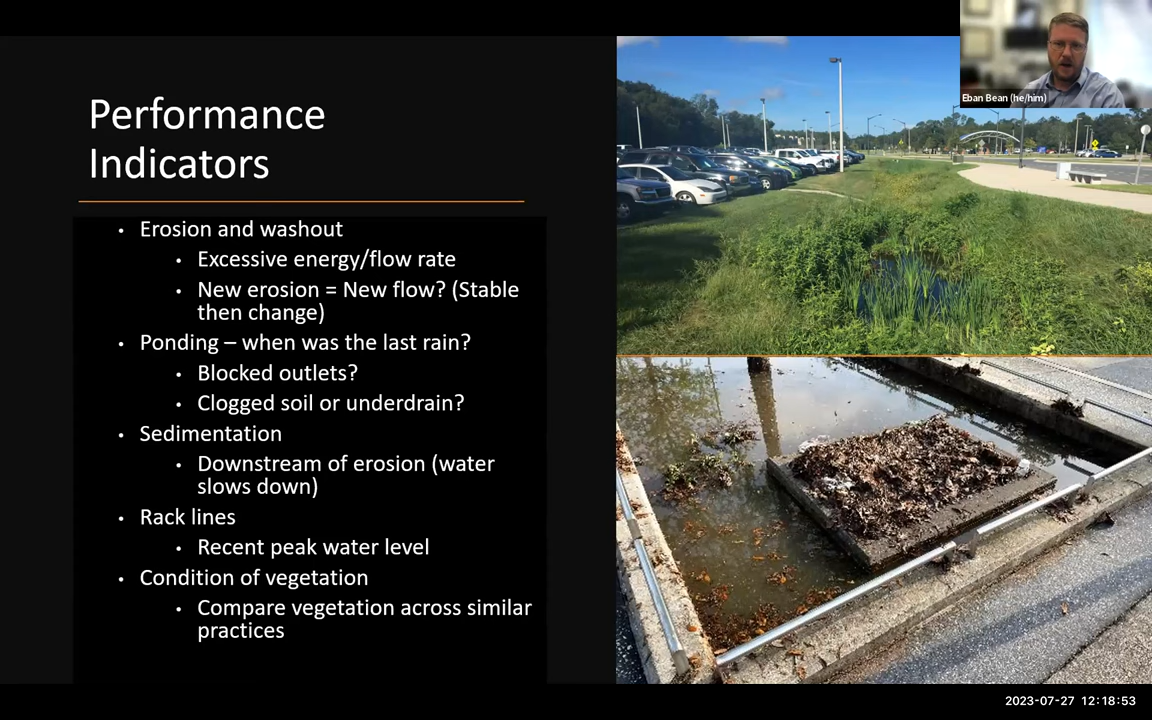 Performance
Indicators
• Erosion and washout
• Excessive energy/flow rate
• New erosion = New flow? (Stable
then change)
• Ponding – when was the last rain?
• Blocked outlets?
• Clogged soil or underdrain?
• Sedimentation
• Downstream of erosion (water
slows down)
• Rack lines
• Recent peak water level
• Condition of vegetation
• Compare vegetation across similar
practices
Eban Bean (he/him)
2023-07-27 12:18:53